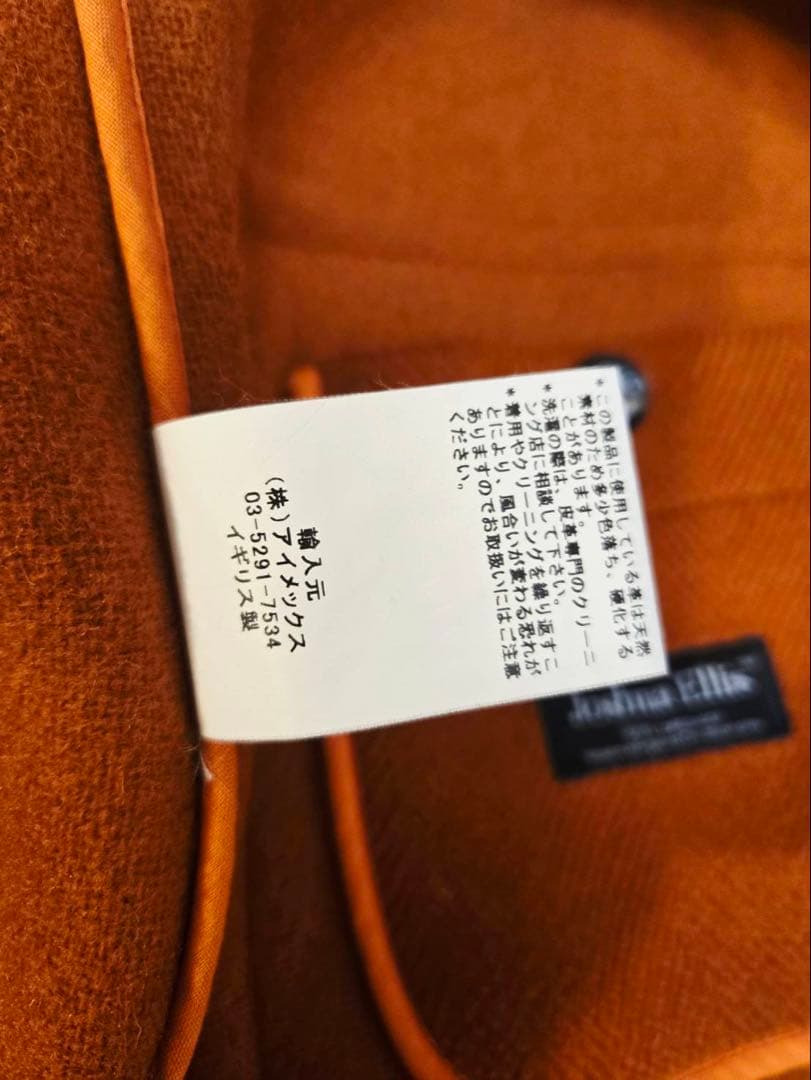 *この製品に使用している革は天然
素材のため多少色落ち、硬化する
ことがあります。
*洗濯の際は、皮革専門のクリーニ
ング店に相談して下さい。
*着用やクリーニングを繰り返すこ
とにより、風合いが変わる恐れが
ありますのでお取扱いにはご注意
ください。
輸入元
(株)アイメックス
03-5291-7534
イギリス製
Joshua Ellis